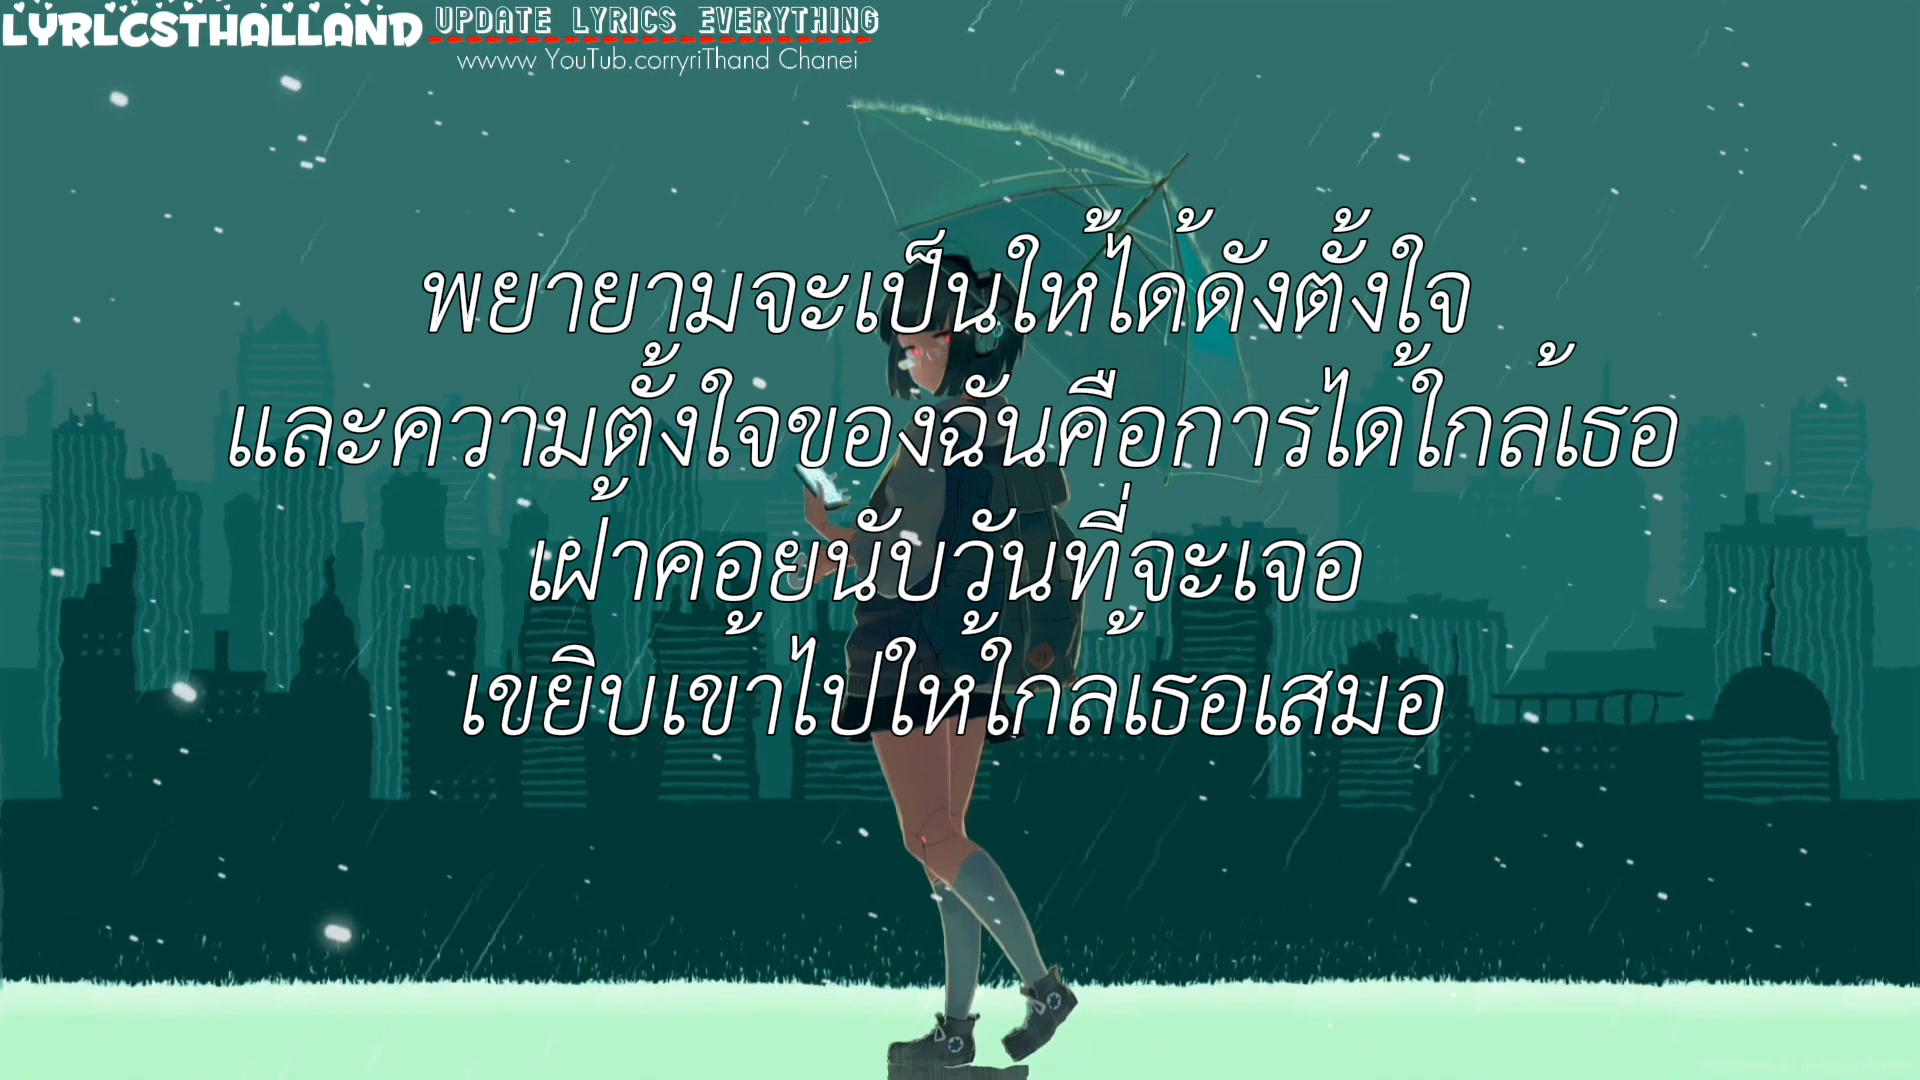 LYRLCSTHALLAND
UPDATE LYRICS EVERYTHING
wwww YouTub.corryriThand Chanei
พยายามจะเป็นให้ได้ดังตั้งใจ
และความตั้งใจของฉันคือการได้ใกล้เธอ
เฝ้าคอยนับวันที่จะเจอ
เขยิบเข้าไปให้ใกล้เธอเสมอ